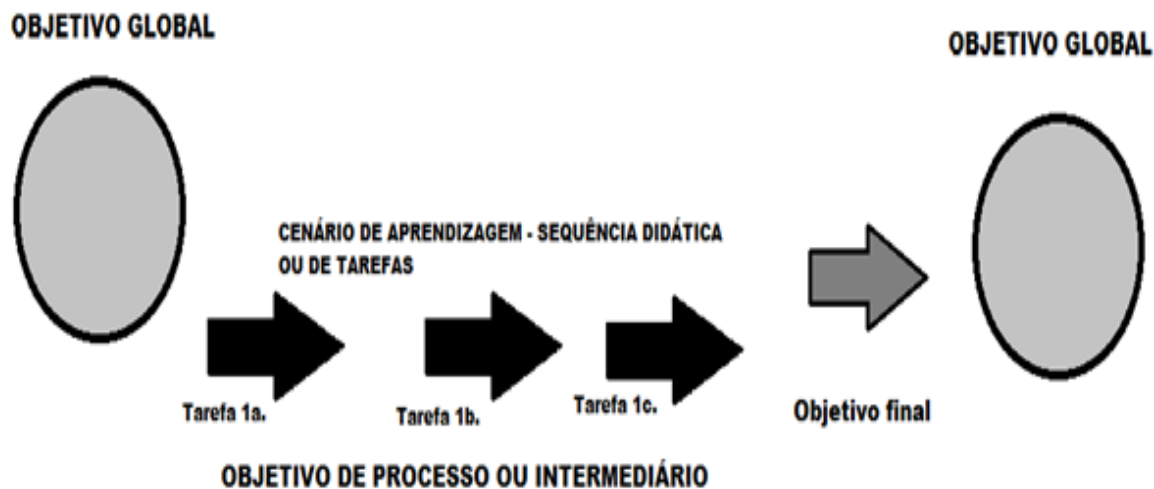 OBJETIVO GLOBAL
OBJETIVO GLOBAL
CENÁRIO DE APRENDIZAGEM - SEQUÊNCIA DIDÁTICA
OU DE TAREFAS
Tarefa 1a.
Tarefa 1b.
Tarefa 1c.
Objetivo final
OBJETIVO DE PROCESSO OU INTERMEDIÁRIO